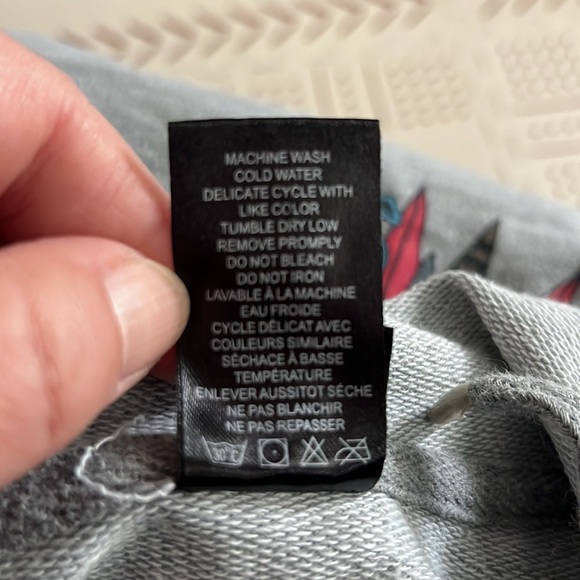 MACHINE WASH
COLD WATER
DELICATE CYCLE WITH
LIKE COLOR
TUMBLE DRY LOW
REMOVE PROMPLY
DO NOT BLEACH
DO NOT IRON
LAVABLE À LA MACHINE
EAU FROIDE
CYCLE DÉLICAT AVEC
COULEURS SIMILAIRE
SÉCHACE À BASSE
TEMPÉRATURE
ENLEVER AUSSITOT SÉCHE
NE PAS BLANCHIR
NE PAS REPASSER
30°C